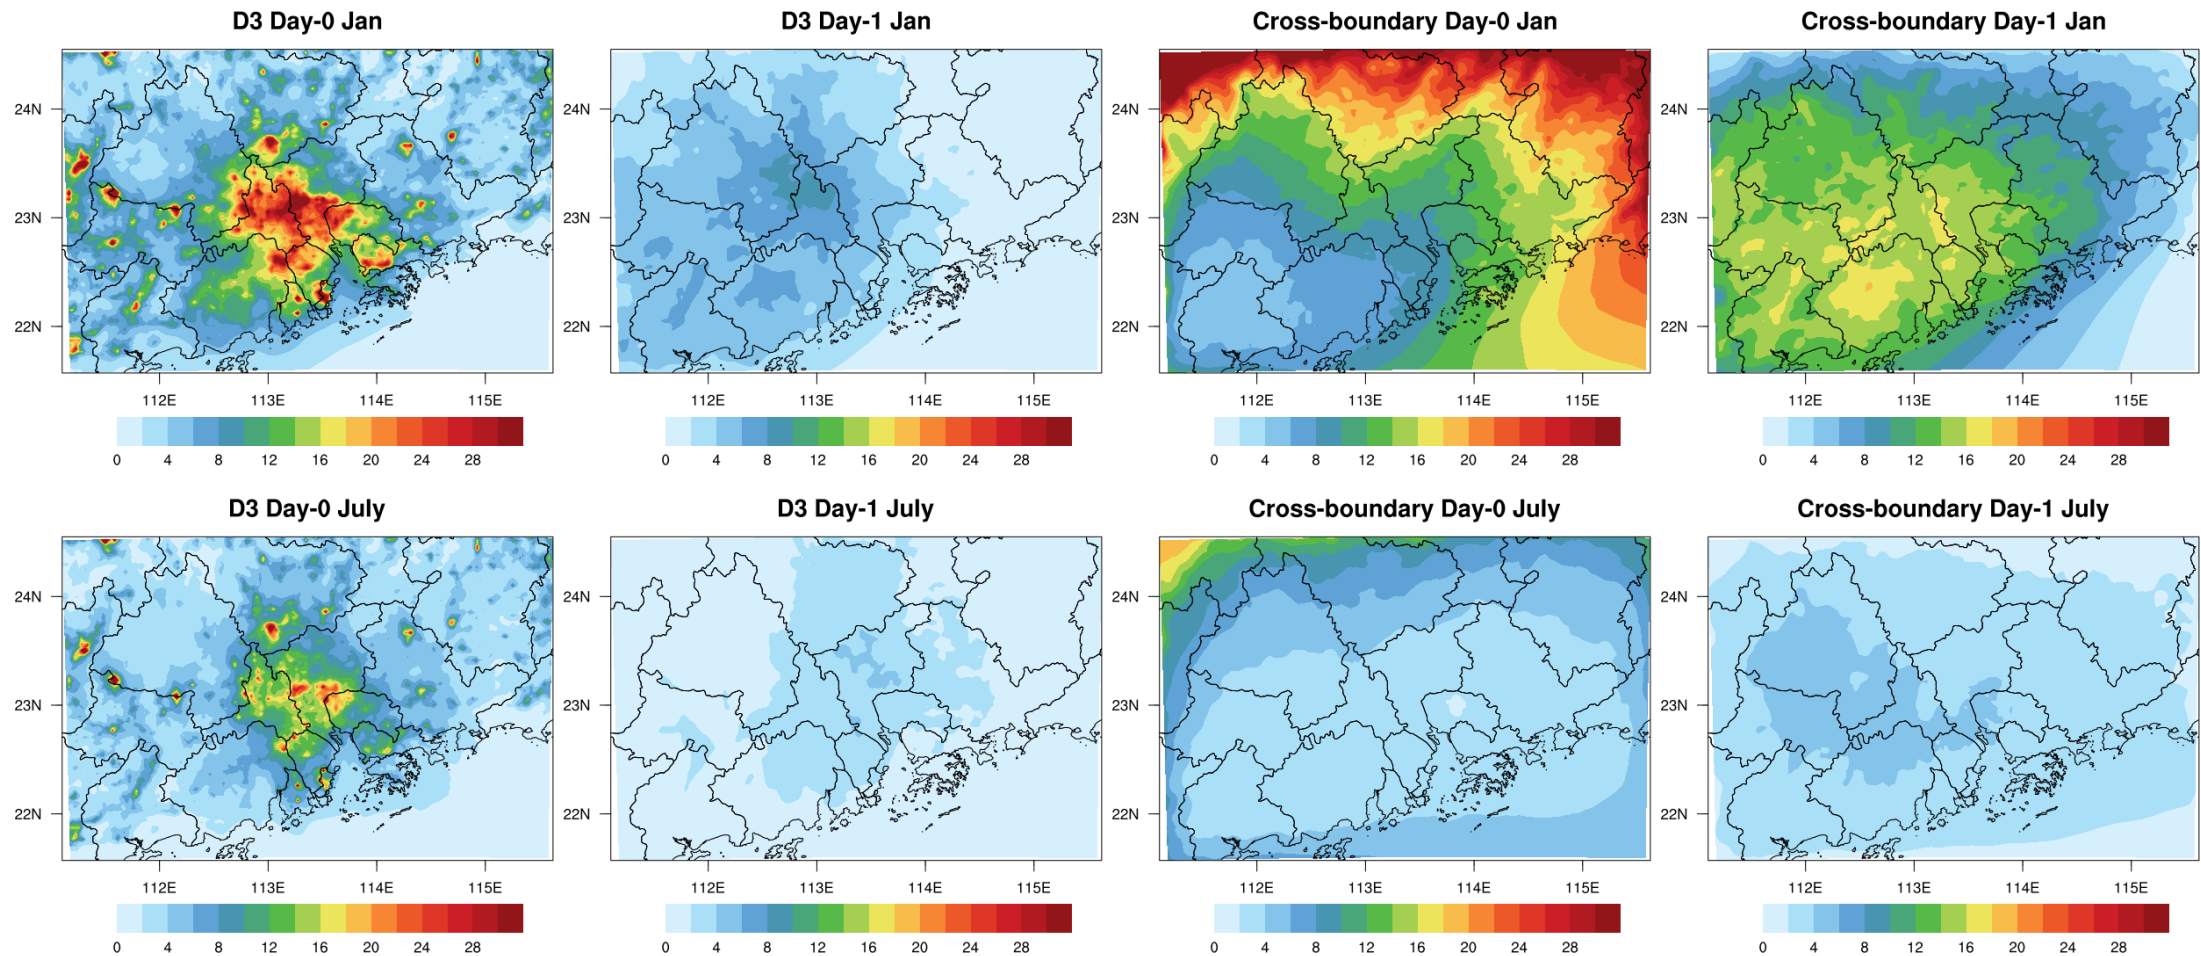 D3 Day-0 Jan
D3 Day-1 Jan
Cross-boundary Day-0 Jan
Cross-boundary Day-1 Jan
24N
23N
22N
112E 113E 114E 115E
0 4 8 12 16 20 24 28
24N
23N
22N
112E 113E 114E 115E
0 4 8 12 16 20 24 28
24N
23N
22N
112E 113E 114E 115E
0 4 8 12 16 20 24 28
24N
23N
22N
112E 113E 114E 115E
0 4 8 12 16 20 24 28
D3 Day-0 July
D3 Day-1 July
Cross-boundary Day-0 July
Cross-boundary Day-1 July
24N
23N
22N
112E 113E 114E 115E
0 4 8 12 16 20 24 28
24N
23N
22N
112E 113E 114E 115E
0 4 8 12 16 20 24 28
24N
23N
22N
112E 113E 114E 115E
0 4 8 12 16 20 24 28
24N
23N
22N
112E 113E 114E 115E
0 4 8 12 16 20 24 28